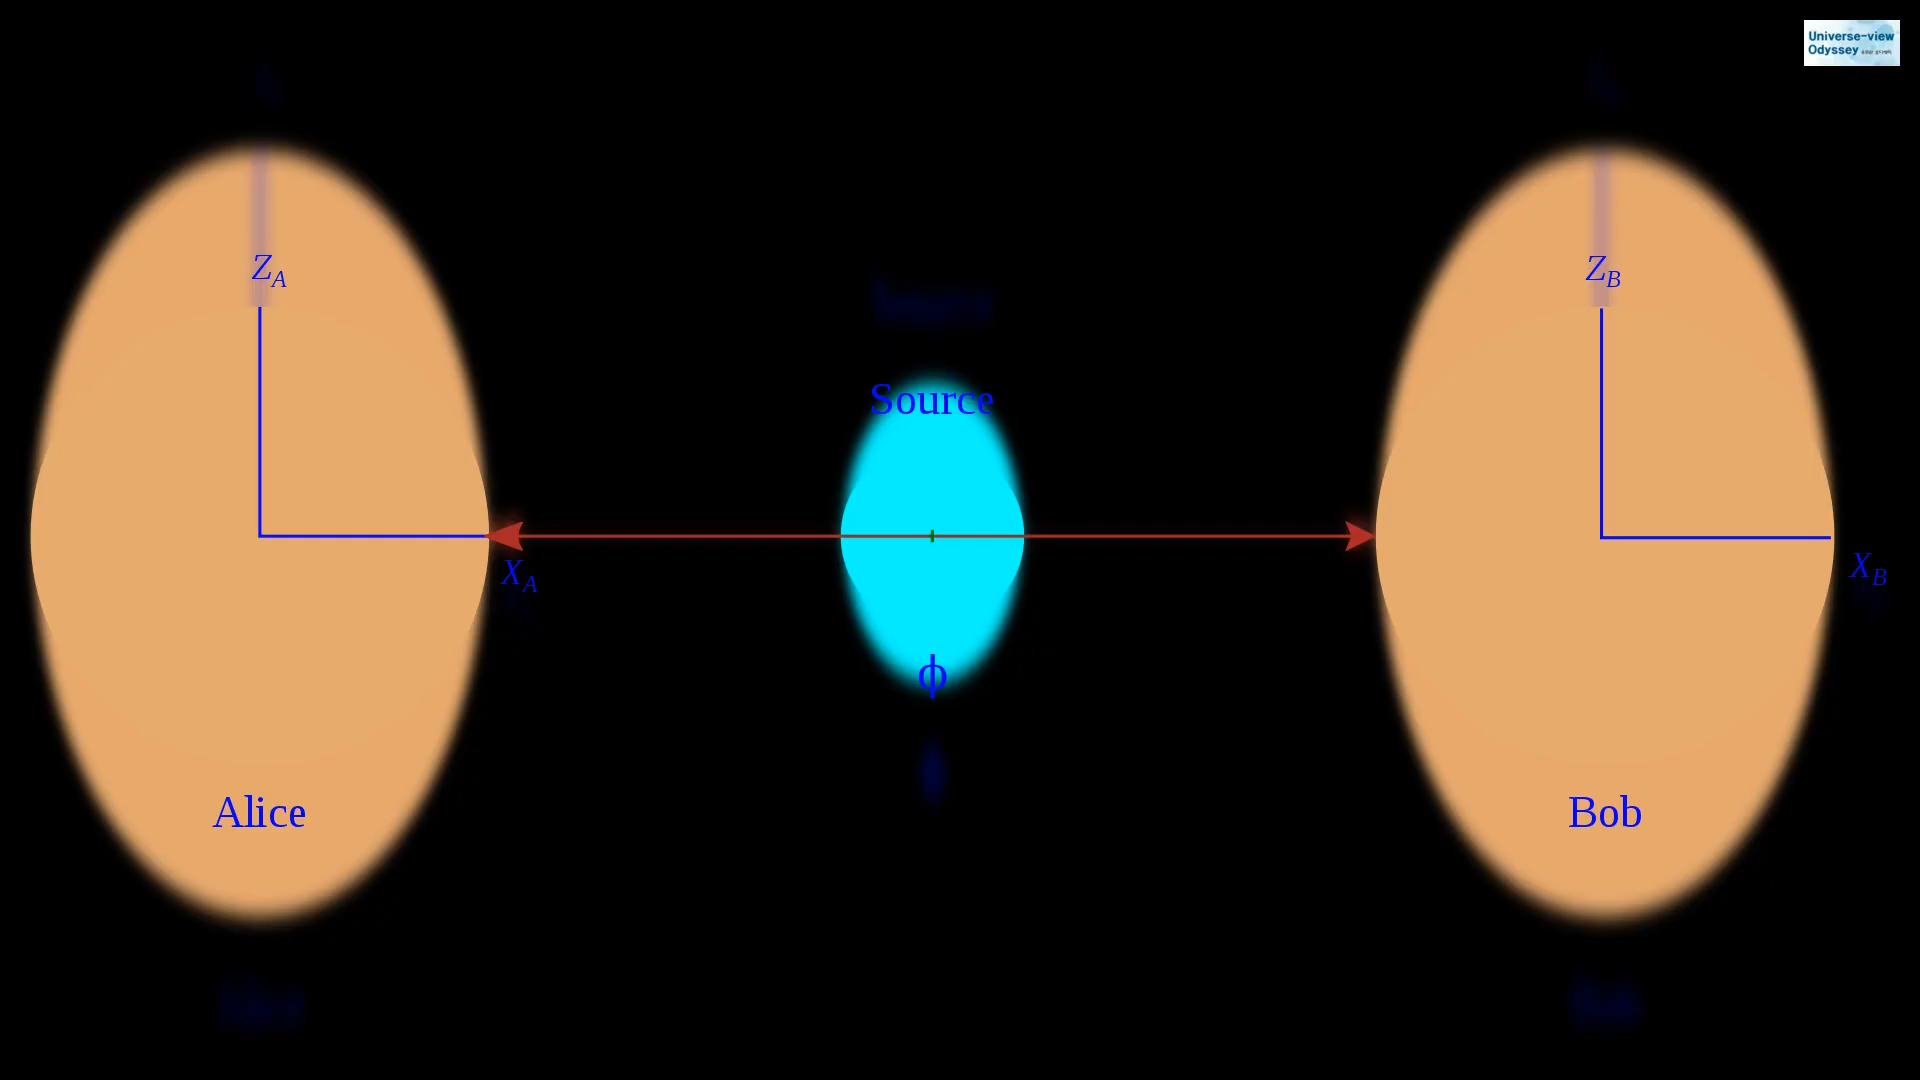 Universe-view
Odyssey
Z_A
Z_B
Source
X_A
X_B
ϕ
Alice
Bob